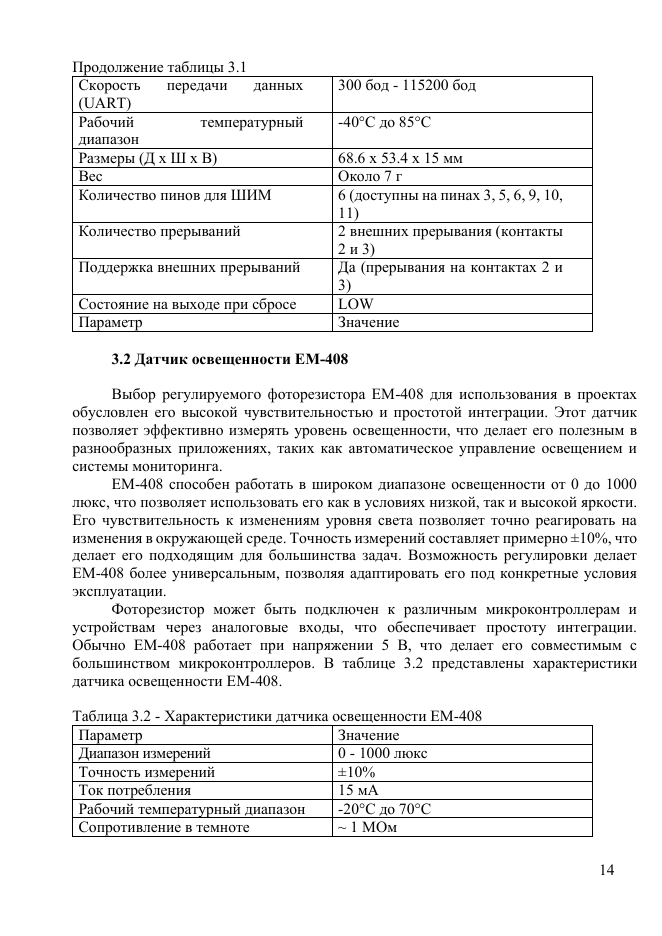 Продолжение таблицы 3.1
Скорость передачи данных 300 бод - 115200 бод
(UART)
Рабочий температурный -40°C до 85°C
диапазон
Размеры (Д x Ш x В) 68.6 x 53.4 x 15 мм
Вес Около 7 г
Количество пинов для ШИМ 6 (доступны на пинах 3, 5, 6, 9, 10,
11)
Количество прерываний 2 внешних прерывания (контакты
2 и 3)
Поддержка внешних прерываний Да (прерывания на контактах 2 и
3)
Состояние на выходе при сбросе LOW
Параметр Значение
3.2 Датчик освещенности EM-408
Выбор регулируемого фоторезистора EM-408 для использования в проектах
обусловлен его высокой чувствительностью и простотой интеграции. Этот датчик
позволяет эффективно измерять уровень освещенности, что делает его полезным в
разнообразных приложениях, таких как автоматическое управление освещением и
системы мониторинга.
EM-408 способен работать в широком диапазоне освещенности от 0 до 1000
люкс, что позволяет использовать его как в условиях низкой, так и высокой яркости.
Его чувствительность к изменениям уровня света позволяет точно реагировать на
изменения в окружающей среде. Точность измерений составляет примерно ±10%, что
делает его подходящим для большинства задач. Возможность регулировки делает
EM-408 более универсальным, позволяя адаптировать его под конкретные условия
эксплуатации.
Фоторезистор может быть подключен к различным микроконтроллерам и
устройствам через аналоговые входы, что обеспечивает простоту интеграции.
Обычно EM-408 работает при напряжении 5 В, что делает его совместимым с
большинством микроконтроллеров. В таблице 3.2 представлены характеристики
датчика освещенности EM-408.
Таблица 3.2 - Характеристики датчика освещенности EM-408
Параметр Значение
Диапазон измерений 0 - 1000 люкс
Точность измерений ±10%
Ток потребления 15 мА
Рабочий температурный диапазон -20°C до 70°C
Сопротивление в темноте ~ 1 МОм
14